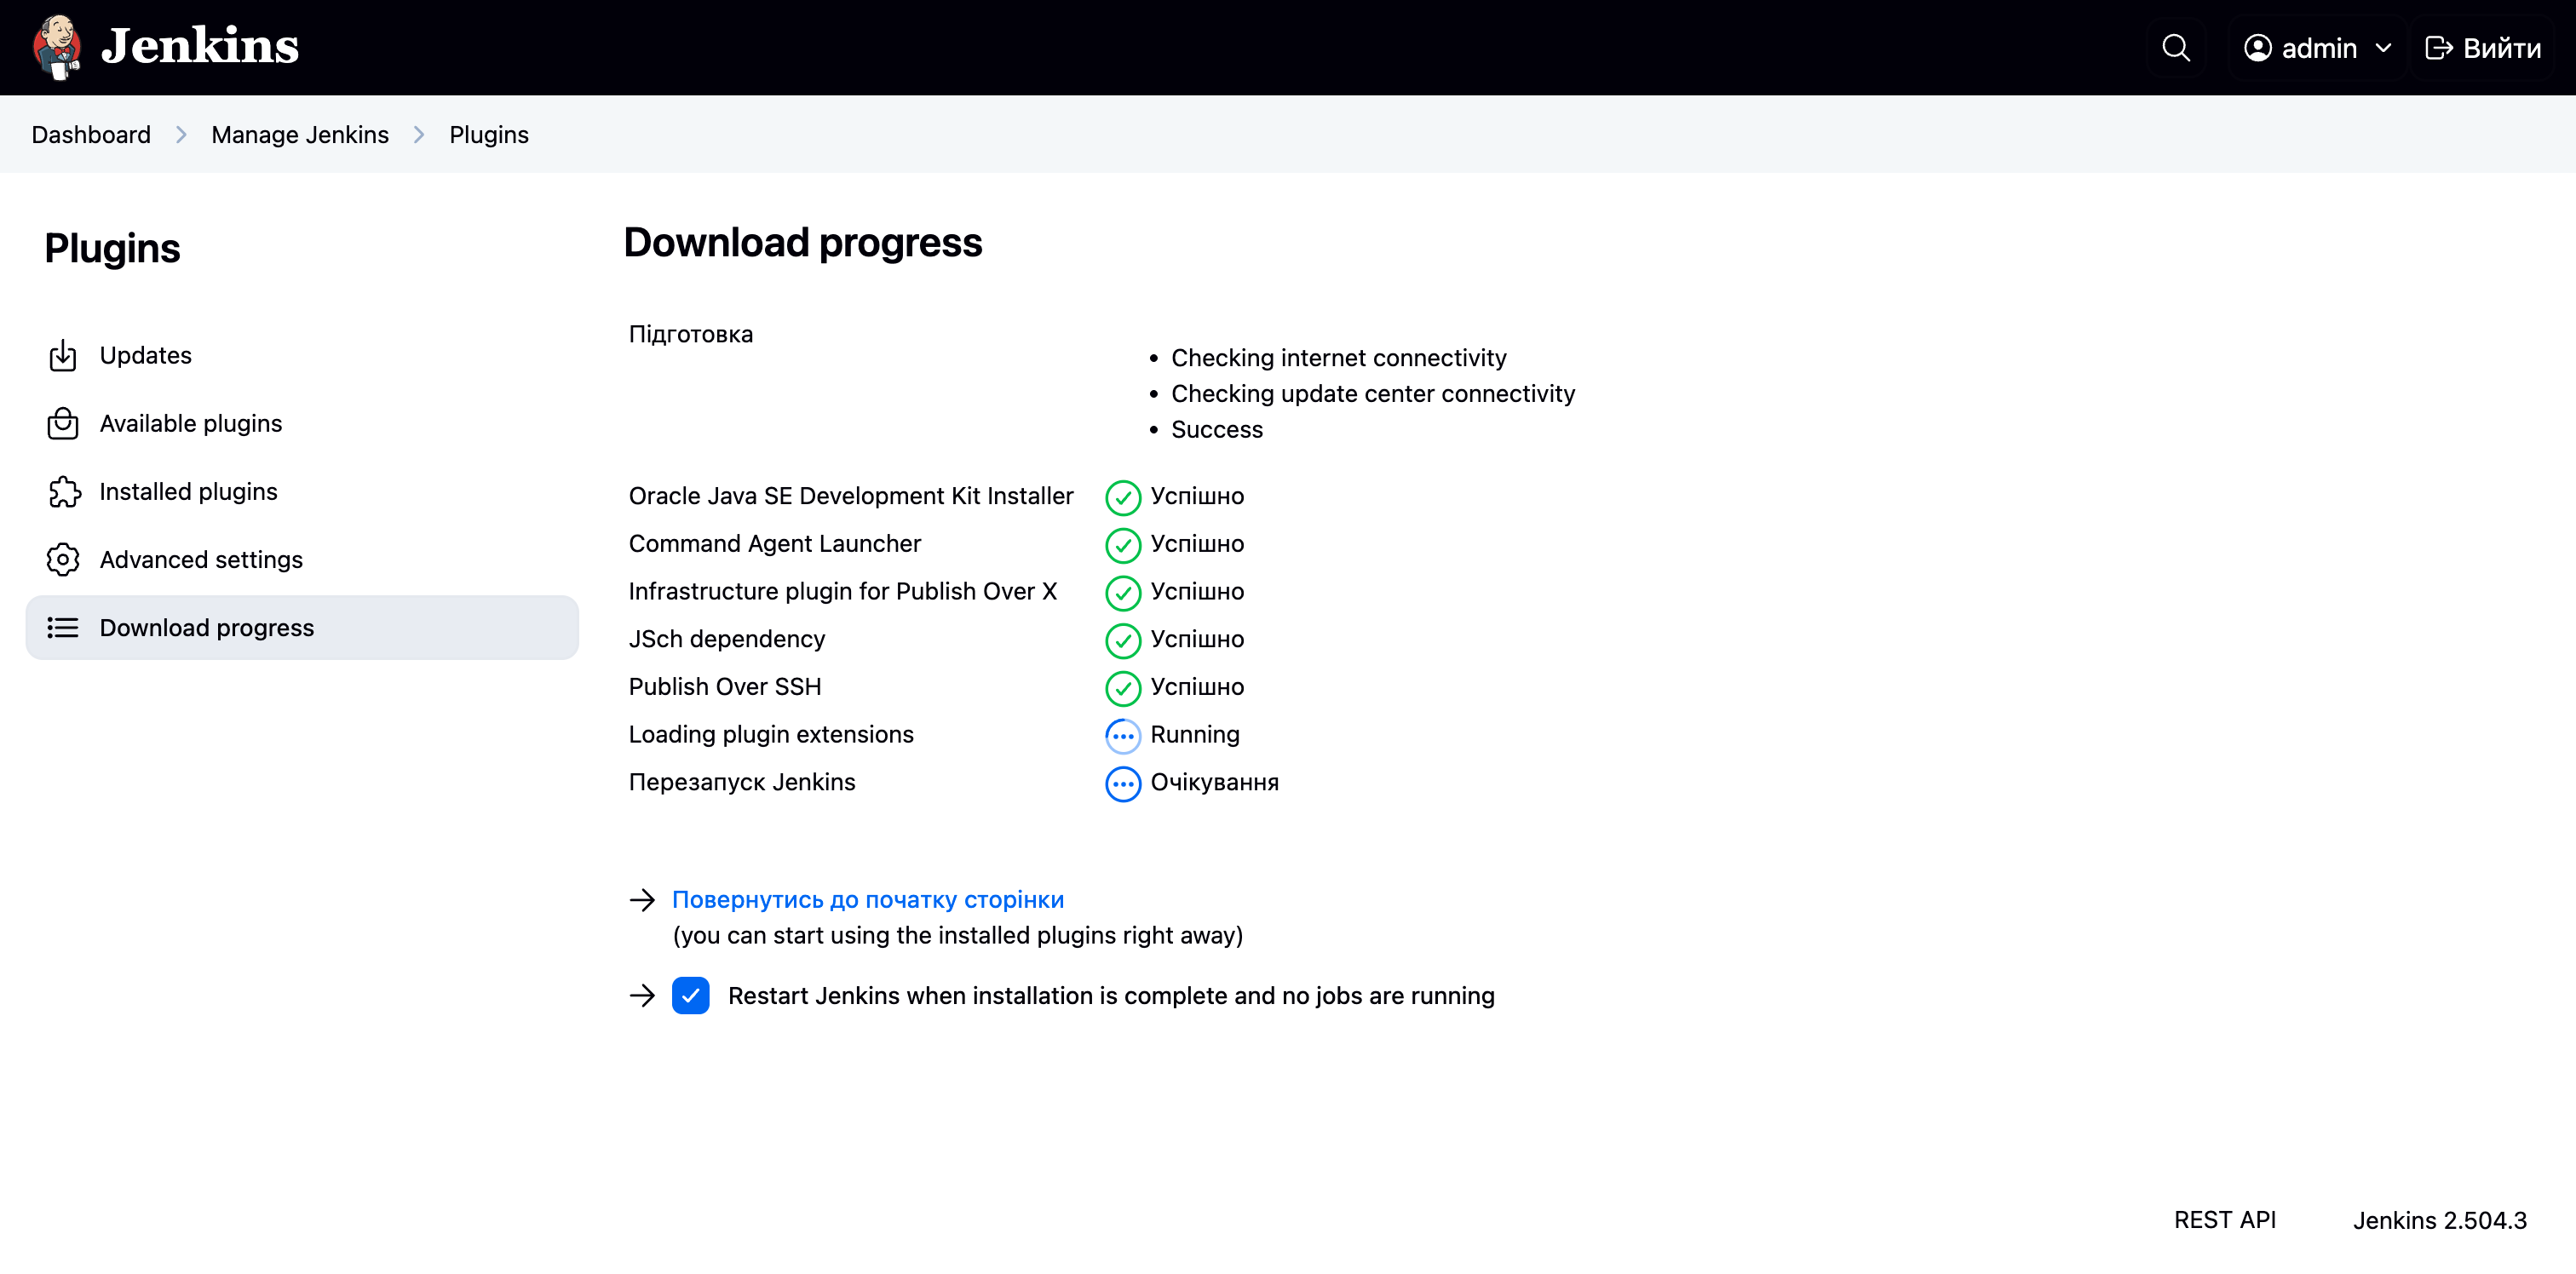 Jenkins
admin
Вийти
Dashboard
Manage Jenkins
Plugins
Plugins
Updates
Available plugins
Installed plugins
Advanced settings
Download progress
Download progress
Підготовка
• Checking internet connectivity
• Checking update center connectivity
• Success
Oracle Java SE Development Kit Installer Успішно
Command Agent Launcher Успішно
Infrastructure plugin for Publish Over X Успішно
JSch dependency Успішно
Publish Over SSH Успішно
Loading plugin extensions Running
Перезапуск Jenkins Очікування
→ Повернутись до початку сторінки
(you can start using the installed plugins right away)
→ Restart Jenkins when installation is complete and no jobs are running
REST API
Jenkins 2.504.3